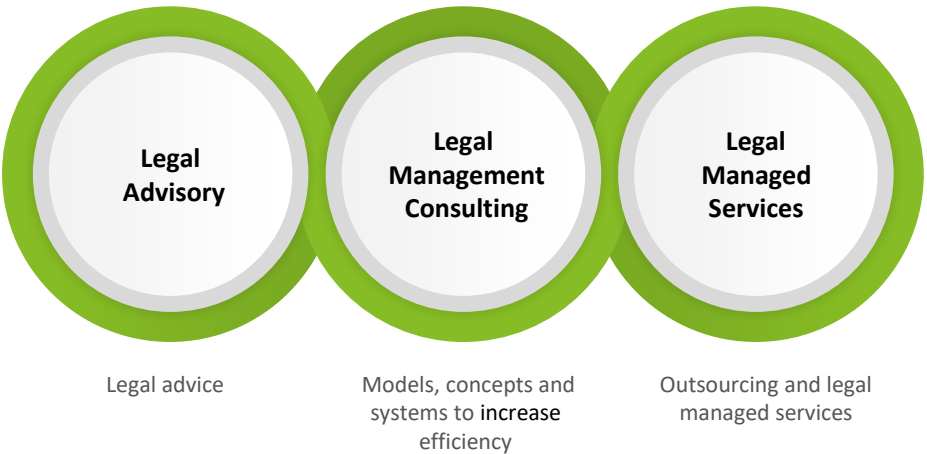 Legal
Advisory
Legal
Management
Consulting
Legal
Managed
Services
Legal advice
Models, concepts and
systems to increase
efficiency
Outsourcing and legal
managed services